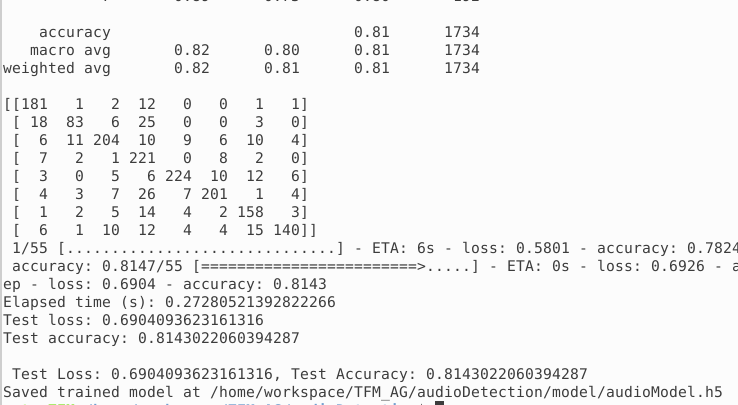 accuracy 0.81 1734
macro avg 0.82 0.80 0.81 1734
weighted avg 0.82 0.81 0.81 1734
[[181 1 2 12 0 0 1 1]
[ 18 83 6 25 0 0 3 0]
[ 6 11 204 10 9 6 10 4]
[ 7 2 1 221 0 8 2 0]
[ 3 0 5 6 224 10 12 6]
[ 4 3 7 26 7 201 1 4]
[ 1 2 5 14 4 2 158 3]
[ 6 1 10 12 4 4 15 140]]
1/55 [..............................] - ETA: 6s - loss: 0.5801 - accuracy: 0.7824
accuracy: 0.8147/55 [========================>.....] - ETA: 0s - loss: 0.6926 - a
ep - loss: 0.6904 - accuracy: 0.8143
Elapsed time (s): 0.27280521392822266
Test loss: 0.6904093623161316
Test accuracy: 0.8143022060394287
Test Loss: 0.6904093623161316, Test Accuracy: 0.8143022060394287
Saved trained model at /home/workspace/TFM_AG/audioDetection/model/audioModel.h5